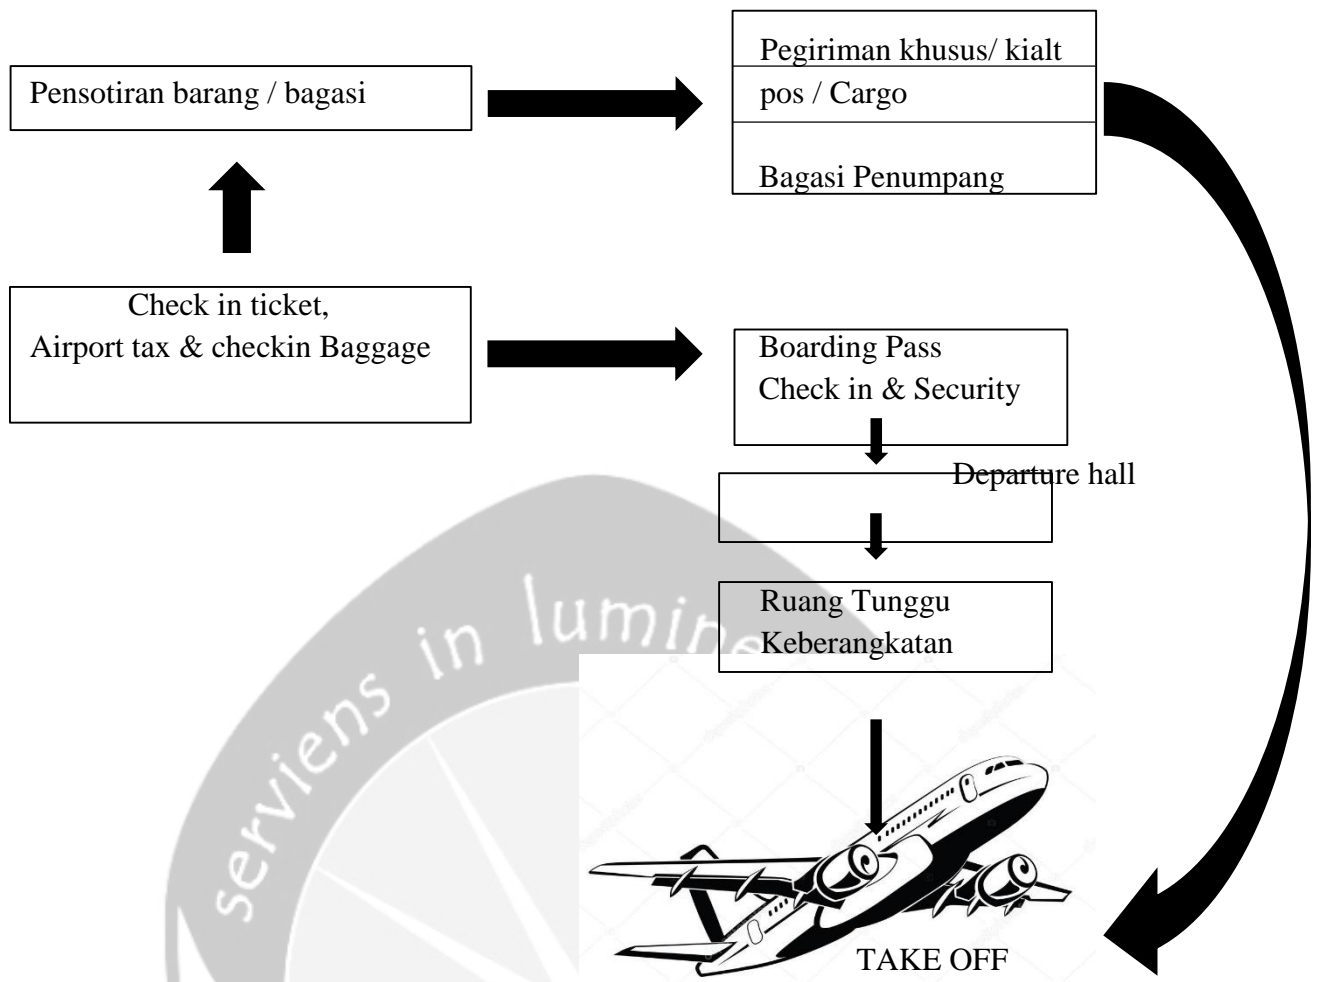 Pegiriman khusus/ kialt
Pensotiran barang / bagasi
pos / Cargo
Bagasi Penumpang
Check in ticket,
Airport tax & checkin Baggage
Boarding Pass
Check in & Security
Departure hall
Ruang Tunggu
Keberangkatan
serviens in lumine
TAKE OFF